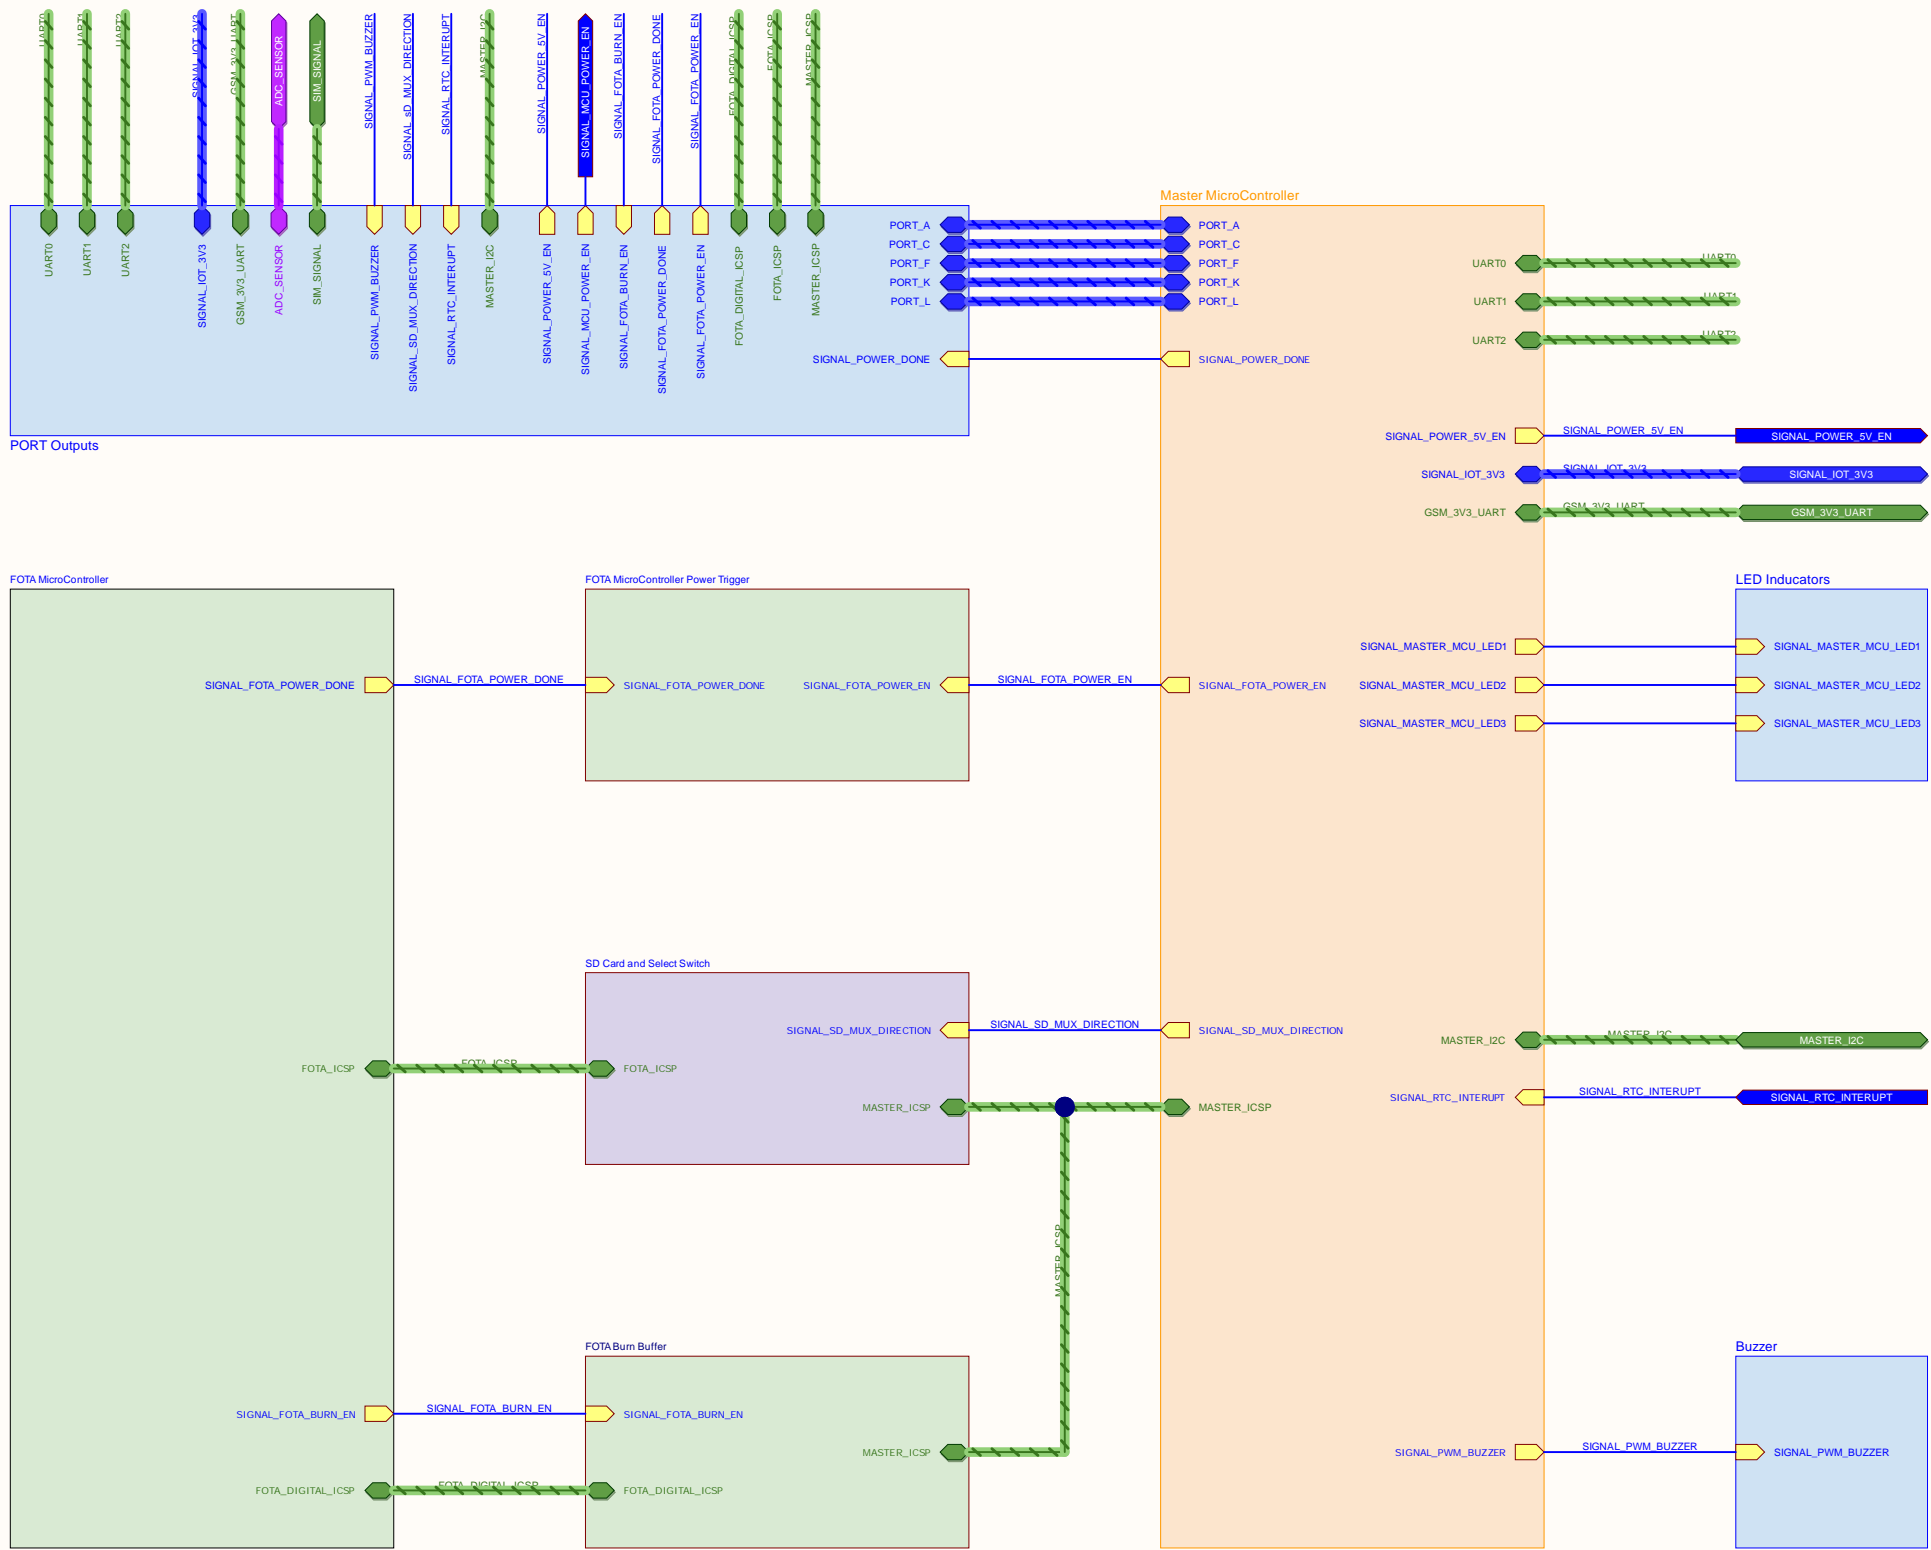 UART0
UART1
UART2
SIGNAL_IOT_3V3
GSM_3V3_UART
ADC_SENSOR
SIM_SIGNAL
SIGNAL_PWM_BUZZER
SIGNAL_sD_MUX_DIRECTION
SIGNAL_RTC_INTERUPT
MASTER_I2C
SIGNAL_POWER_5V_EN
SIGNAL_MCU_POWER_EN
SIGNAL_FOTA_BURN_EN
SIGNAL_FOTA_POWER_DONE
SIGNAL_FOTA_POWER_EN
FOTA_DIGITAL_ICSP
FOTA_ICSP
MASTER_ICSP
UART0
UART1
UART2
SIGNAL_IOT_3V3
GSM_3V3_UART
ADC_SENSOR
SIM_SIGNAL
SIGNAL_PWM_BUZZER
SIGNAL_SD_MUX_DIRECTION
SIGNAL_RTC_INTERUPT
MASTER_I2C
SIGNAL_POWER_5V_EN
SIGNAL_MCU_POWER_EN
SIGNAL_FOTA_BURN_EN
SIGNAL_FOTA_POWER_DONE
SIGNAL_FOTA_POWER_EN
FOTA_DIGITAL_ICSP
FOTA_ICSP
MASTER_ICSP
PORT_A
PORT_C
PORT_F
PORT_K
PORT_L
SIGNAL_POWER_DONE
PORT Outputs
Master MicroController
PORT_A
PORT_C
PORT_F
PORT_K
PORT_L
SIGNAL_POWER_DONE
UART0
UART0
UART1
UART1
UART2
UART2
SIGNAL_POWER_5V_EN
SIGNAL_POWER_5V_EN
SIGNAL_POWER_5V_EN
SIGNAL_IOT_3V3
SIGNAL_IOT_3V3
SIGNAL_IOT_3V3
GSM_3V3_UART
GSM_3V3_UART
GSM_3V3_UART
FOTA MicroController
FOTA MicroController Power Trigger
LED Inducators
SIGNAL_FOTA_POWER_DONE
SIGNAL_FOTA_POWER_DONE
SIGNAL_FOTA_POWER_DONE
SIGNAL_FOTA_POWER_EN
SIGNAL_FOTA_POWER_EN
SIGNAL_FOTA_POWER_EN
SIGNAL_MASTER_MCU_LED1
SIGNAL_MASTER_MCU_LED1
SIGNAL_MASTER_MCU_LED2
SIGNAL_MASTER_MCU_LED2
SIGNAL_MASTER_MCU_LED3
SIGNAL_MASTER_MCU_LED3
SD Card and Select Switch
SIGNAL_SD_MUX_DIRECTION
SIGNAL_SD_MUX_DIRECTION
SIGNAL_SD_MUX_DIRECTION
FOTA_ICSP
FOTA_ICSP
FOTA_ICSP
MASTER_ICSP
MASTER_ICSP
MASTER_ICSP
MASTER_I2C
MASTER_I2C
MASTER_I2C
SIGNAL_RTC_INTERUPT
SIGNAL_RTC_INTERUPT
SIGNAL_RTC_INTERUPT
FOTA Burn Buffer
Buzzer
SIGNAL_FOTA_BURN_EN
SIGNAL_FOTA_BURN_EN
SIGNAL_FOTA_BURN_EN
MASTER_ICSP
FOTA_DIGITAL_ICSP
FOTA_DIGITAL_ICSP
FOTA_DIGITAL_ICSP
SIGNAL_PWM_BUZZER
SIGNAL_PWM_BUZZER
SIGNAL_PWM_BUZZER